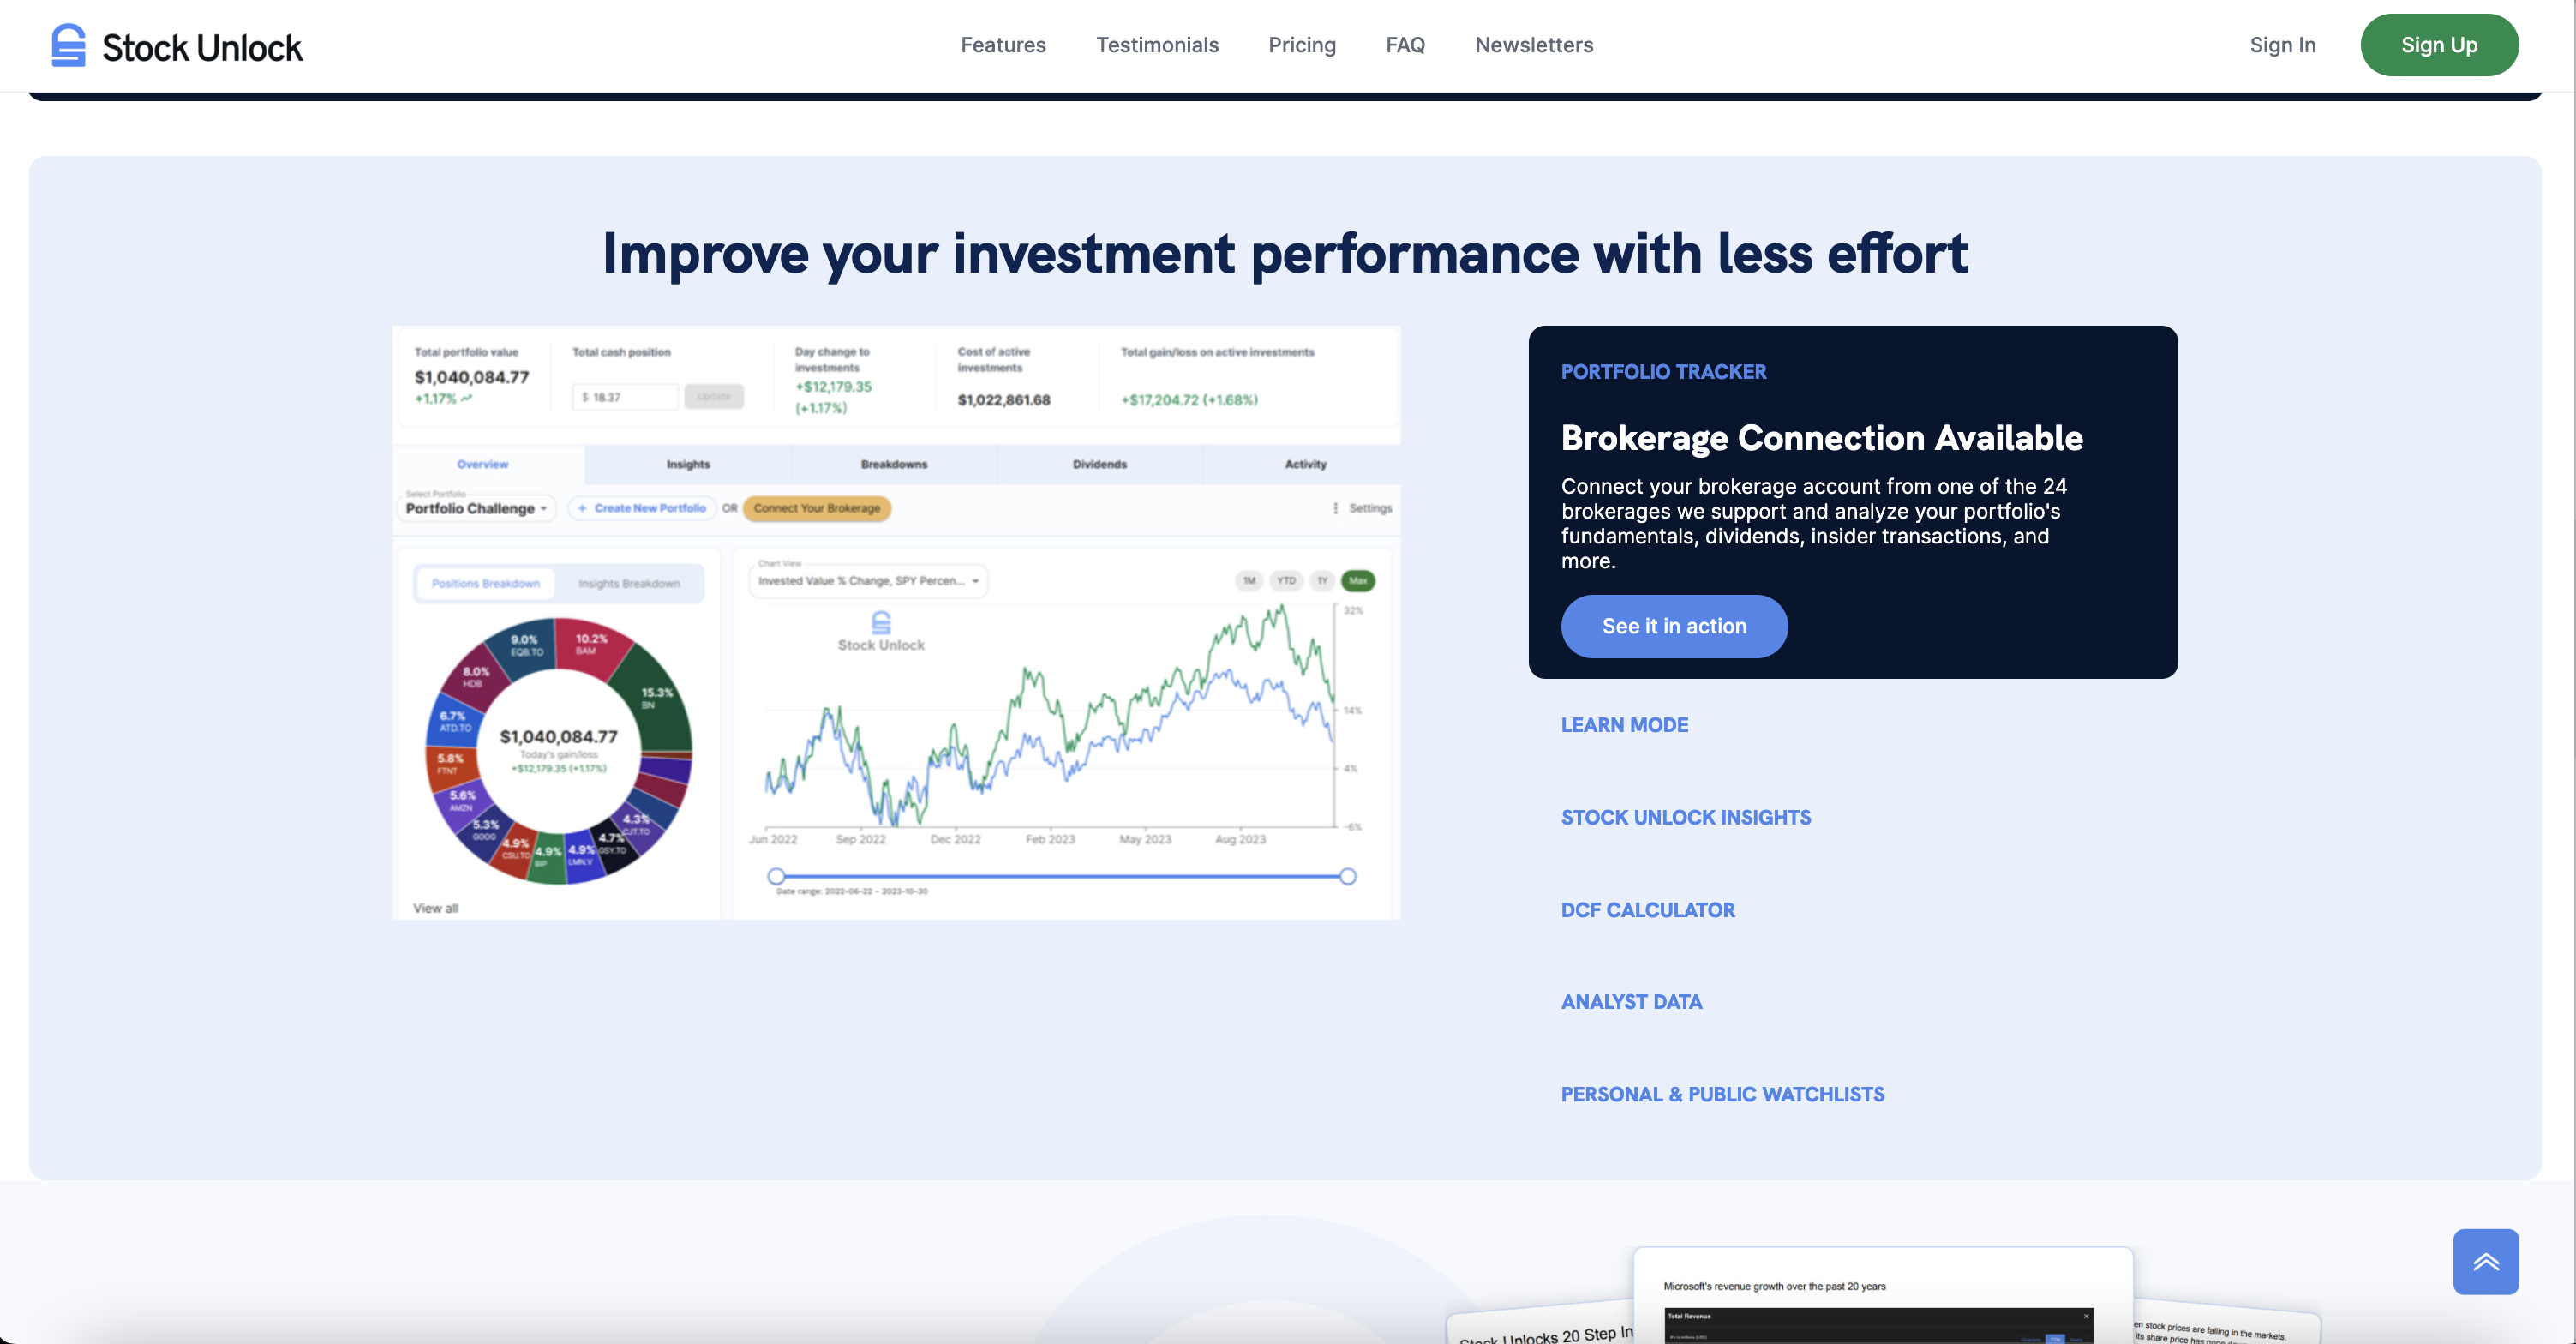 Stock Unlock
Features
Testimonials
Pricing
FAQ
Newsletters
Sign In
Sign Up
Improve your investment performance with less effort
Total portfolio value
$1,040,084.77
+1.17%
Total cash position
$ 18.37
Update
Day change to
investments
+$12,179.35
(+1.17%)
Cost of active
investments
$1,022,861.68
Total gain/loss on active investments
+$17,204.72 (+1.68%)
Overview
Insights
Breakdowns
Dividends
Activity
Select Portfolio
Portfolio Challenge
+ Create New Portfolio
OR
Connect Your Brokerage
Settings
Positions Breakdown
Insights Breakdown
10.2%
BAM
15.3%
BN
9.0%
EQB.TO
8.0%
HDB
6.7%
ATD.TO
5.8%
FTNT
5.6%
AMZN
5.3%
GOOG
4.9%
CSU.TO
4.9%
BIP
4.9%
LMN.V
4.7%
GSY.TO
4.3%
CJT.TO
$1,040,084.77
Today's gain/loss
+$12,179.35 (+1.17%)
View all
Chart View
Invested Value % Change, SPY Percen...
1M
YTD
1Y
Max
Stock Unlock
32%
14%
4%
-6%
Jun 2022
Sep 2022
Dec 2022
Feb 2023
May 2023
Aug 2023
Date range: 2022-06-22 - 2023-10-30
PORTFOLIO TRACKER
Brokerage Connection Available
Connect your brokerage account from one of the 24
brokerages we support and analyze your portfolio's
fundamentals, dividends, insider transactions, and
more.
See it in action
LEARN MODE
STOCK UNLOCK INSIGHTS
DCF CALCULATOR
ANALYST DATA
PERSONAL & PUBLIC WATCHLISTS
Microsoft's revenue growth over the past 20 years
Total Revenue
Stock Unlocks 20 Step In
en stock prices are falling in the markets.
its share price has gone down